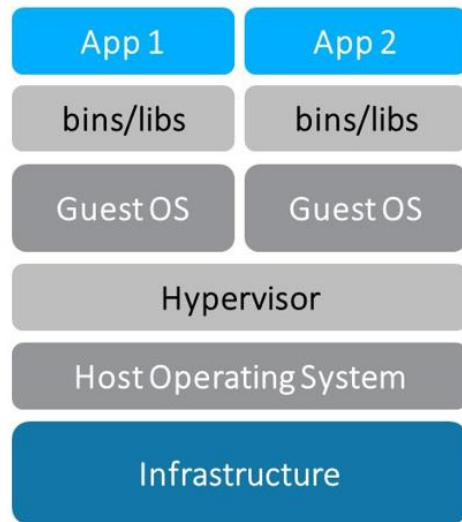 App 1
App 2
bins/libs
bins/libs
Guest OS
Guest OS
Hypervisor
Host Operating System
Infrastructure